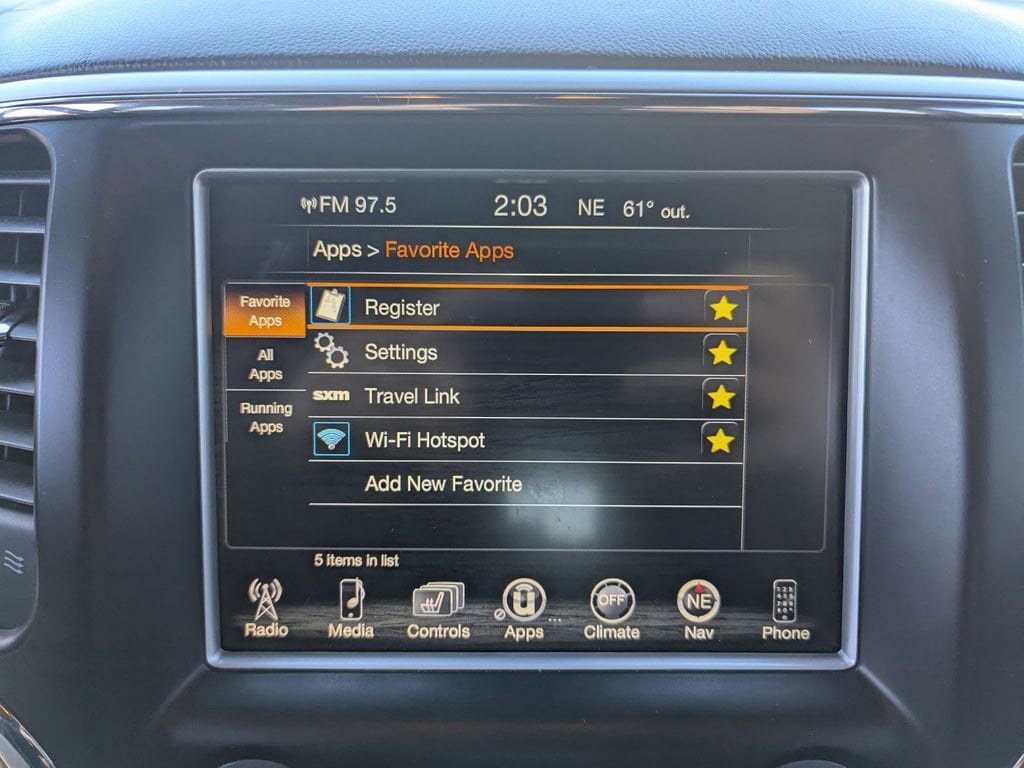 FM 97.5 2:03 NE 61° out.
Apps > Favorite Apps
Favorite
Apps
All
Apps
Running
Apps
Register
Settings
sxm Travel Link
Wi-Fi Hotspot
Add New Favorite
5 items in list
OFF NE
Radio Media Controls Apps ... Climate Nav Phone